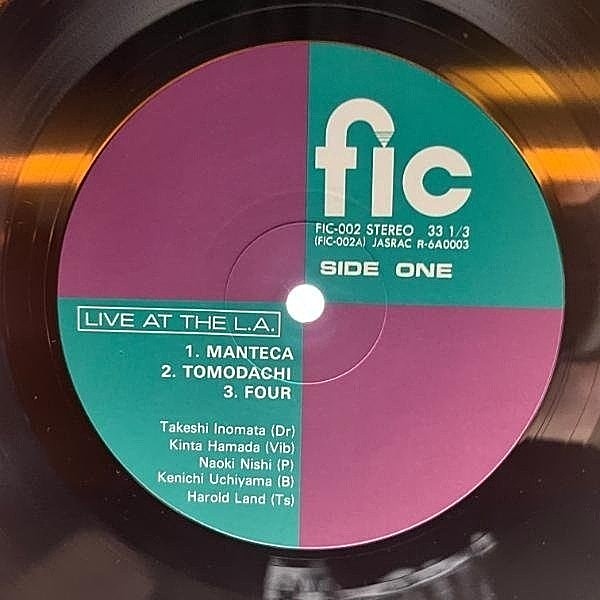 fic
FIC-002 STEREO 33 1/3
(FIC-002A) JASRAC R-6A0003
SIDE ONE
LIVE AT THE L.A.
1. MANTECA
2. TOMODACHI
3. FOUR
Takeshi Inomata (Dr)
Kinta Hamada (Vib)
Naoki Nishi (P)
Kenichi Uchiyama (B)
Harold Land (Ts)